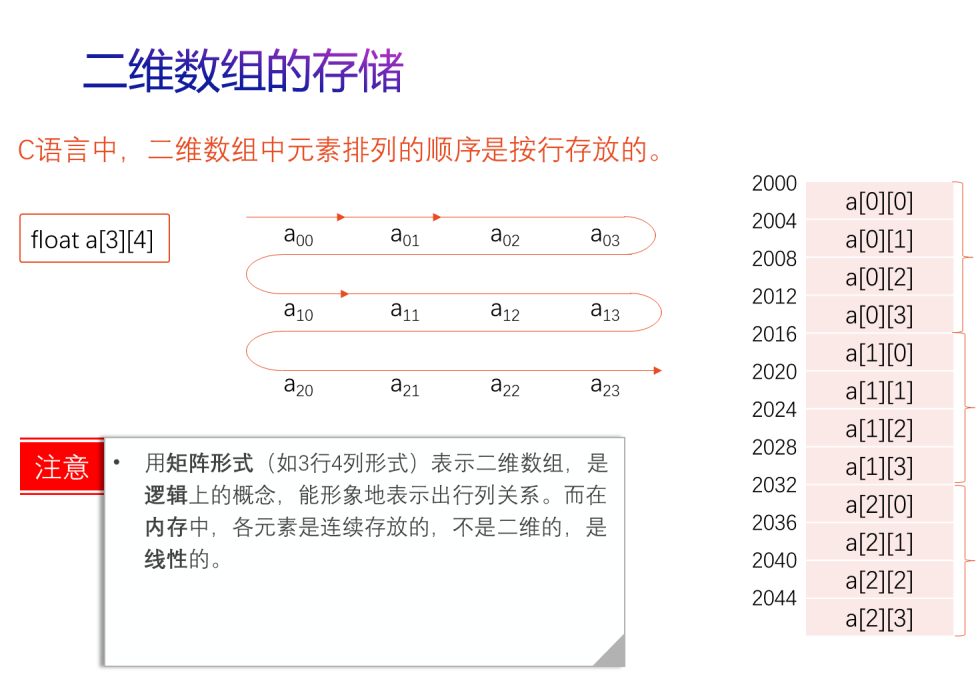 二维数组的存储
C语言中，二维数组中元素排列的顺序是按行存放的。
float a[3][4]
a00 a01 a02 a03
a10 a11 a12 a13
a20 a21 a22 a23
注意
• 用矩阵形式（如3行4列形式）表示二维数组，是
逻辑上的概念，能形象地表示出行列关系。而在
内存中，各元素是连续存放的，不是二维的，是
线性的。
2000
a[0][0]
2004
a[0][1]
2008
a[0][2]
2012
a[0][3]
2016
a[1][0]
2020
a[1][1]
2024
a[1][2]
2028
a[1][3]
2032
a[2][0]
2036
a[2][1]
2040
a[2][2]
2044
a[2][3]